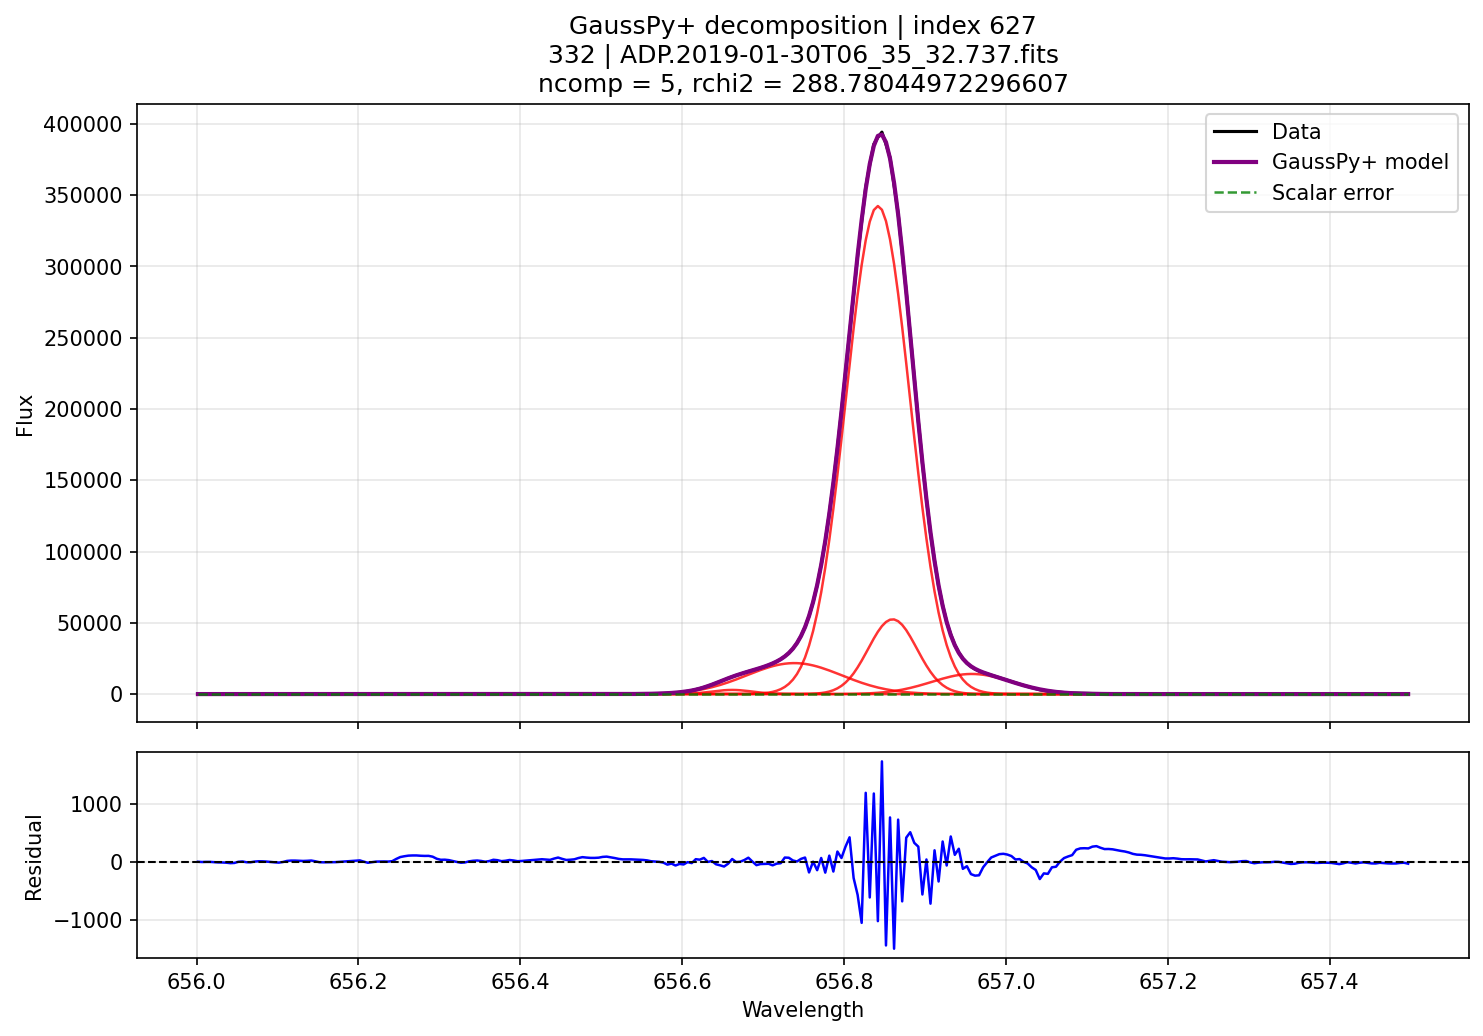 GaussPy+ decomposition | index 627
332 | ADP.2019-01-30T06_35_32.737.fits
ncomp = 5, rchi2 = 288.78044972296607
Data
GaussPy+ model
Scalar error
400000
350000
300000
250000
200000
150000
100000
50000
0
Flux
1000
0
−1000
Residual
656.0
656.2
656.4
656.6
656.8
657.0
657.2
657.4
Wavelength